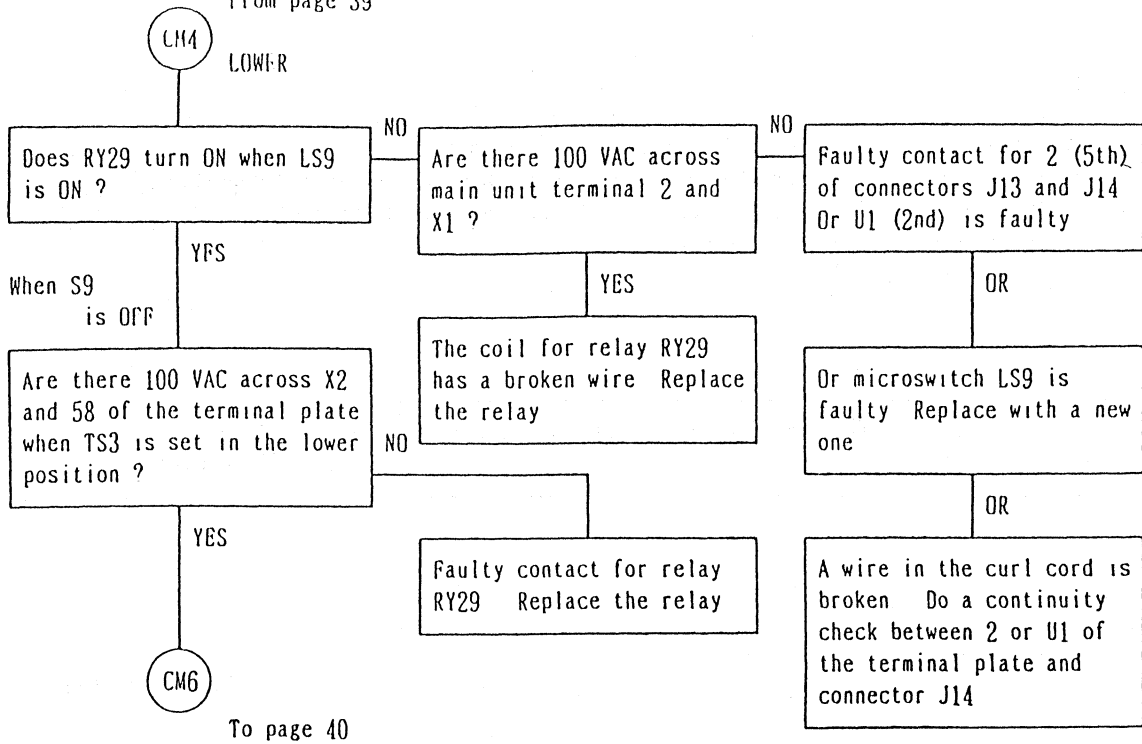 From page 39
CM4
LOWER
Does RY29 turn ON when LS9
is ON ?
NO
Are there 100 VAC across
main unit terminal 2 and
X1 ?
NO
Faulty contact for 2 (5th)
of connectors J13 and J14
Or U1 (2nd) is faulty
YES
When S9
is OFF
YES
OR
Are there 100 VAC across X2
and 58 of the terminal plate
when TS3 is set in the lower
position ?
NO
The coil for relay RY29
has a broken wire Replace
the relay
Or microswitch LS9 is
faulty Replace with a new
one
OR
YES
Faulty contact for relay
RY29 Replace the relay
A wire in the curl cord is
broken Do a continuity
check between 2 or U1 of
the terminal plate and
connector J14
CM6
To page 40